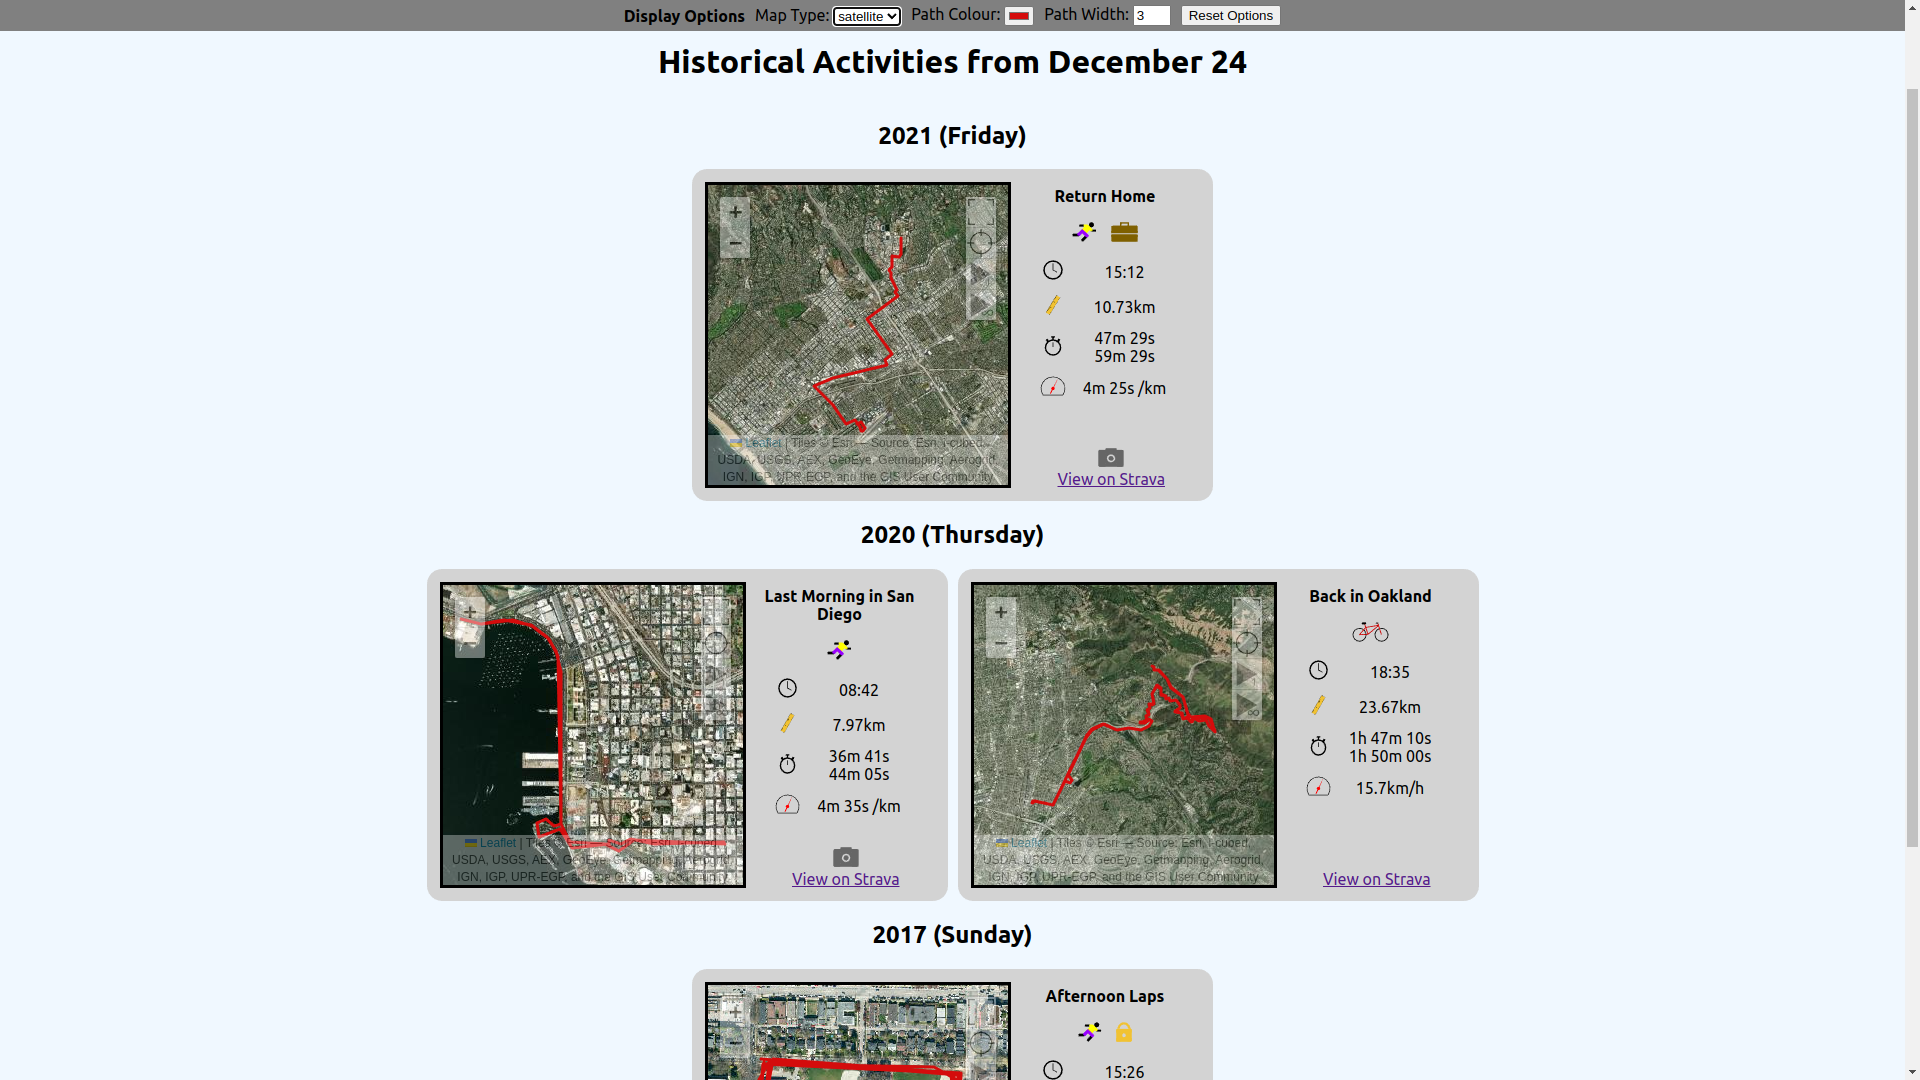 Display Options Map Type: satellite Path Colour: Path Width: 3 Reset Options
Historical Activities from December 24
2021 (Friday)
+
−
Return Home
15:12
10.73km
47m 29s
59m 29s
4m 25s /km
View on Strava
Leaflet | Tiles © Esri — Source: Esri, i-cubed,
USDA, USGS, AEX, GeoEye, Getmapping, Aerogrid,
IGN, IGP, UPR-EGP, and the GIS User Community
2020 (Thursday)
+
Last Morning in San
Diego
08:42
7.97km
36m 41s
44m 05s
4m 35s /km
View on Strava
Leaflet | Tiles © Esri — Source: Esri, i-cubed,
USDA, USGS, AEX, GeoEye, Getmapping, Aerogrid,
IGN, IGP, UPR-EGP, and the GIS User Community
+
−
Back in Oakland
18:35
23.67km
1h 47m 10s
1h 50m 00s
15.7km/h
View on Strava
Leaflet | Tiles © Esri — Source: Esri, i-cubed,
USDA, USGS, AEX, GeoEye, Getmapping, Aerogrid,
IGN, IGP, UPR-EGP, and the GIS User Community
2017 (Sunday)
+
−
Afternoon Laps
15:26